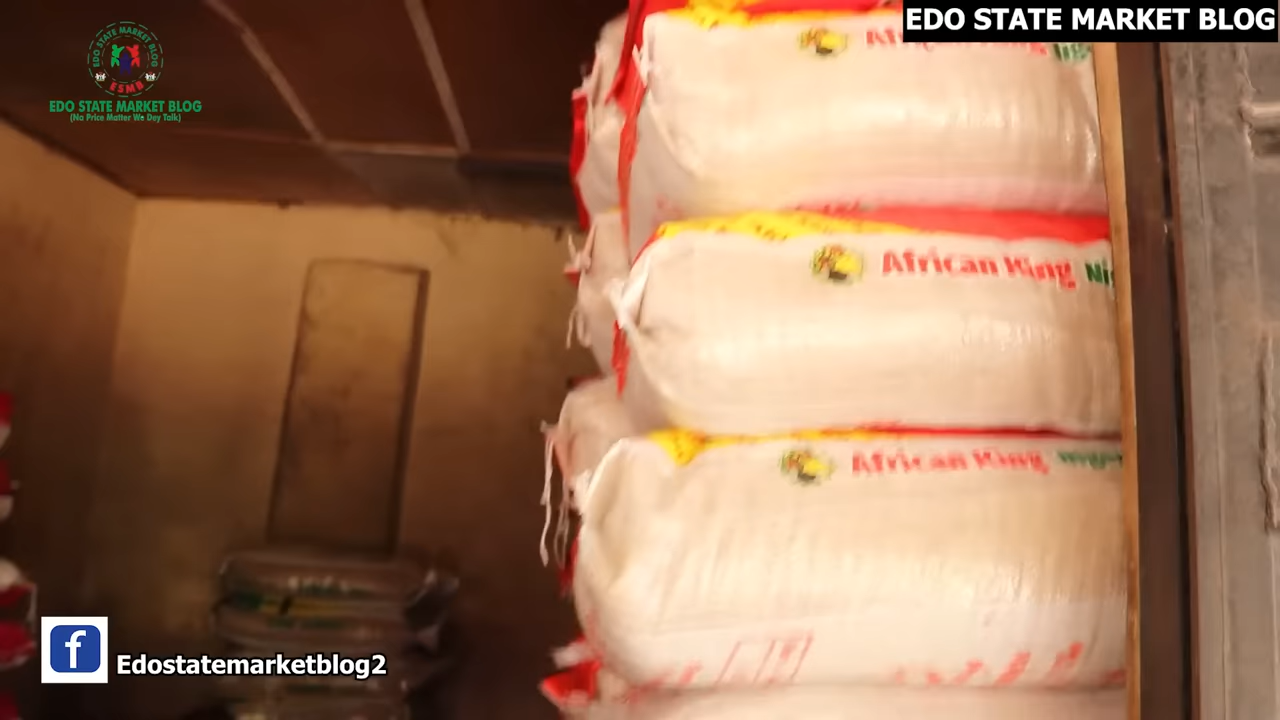 EDO STATE MARKET BLOG
EDO STATE MARKET BLOG
ESMB
EDO STATE MARKET BLOG
(Na Price Matter We Dey Talk)
African King
African King
African King
f
Edostatemarketblog2